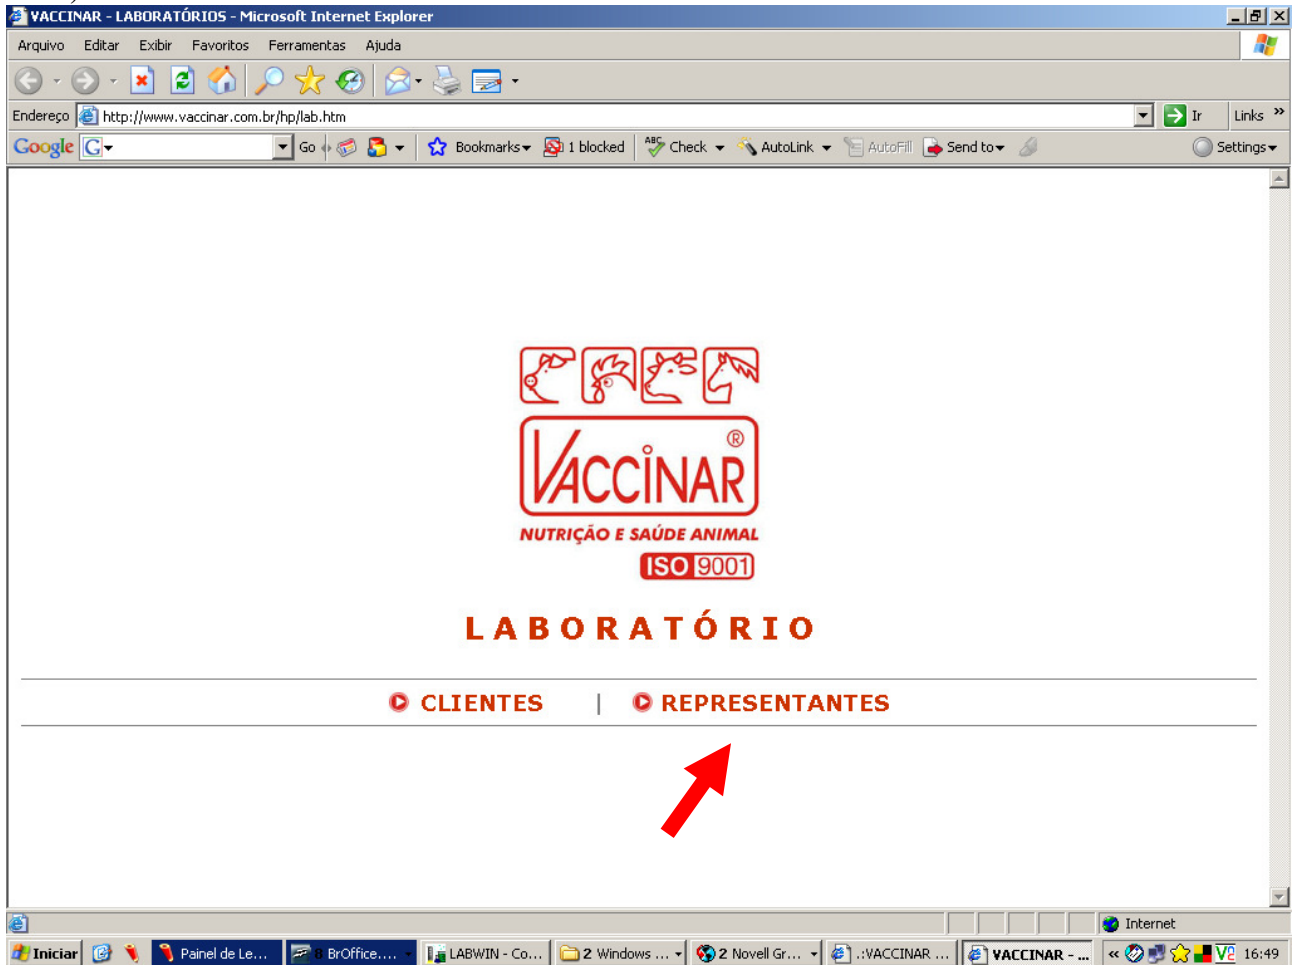 VACCINAR - LABORATÓRIOS - Microsoft Internet Explorer
Arquivo Editar Exibir Favoritos Ferramentas Ajuda
Endereço http://www.vaccinar.com.br/hp/lab.htm Ir Links »
Google G Go Bookmarks 1 blocked ABC Check AutoLink AutoFill Send to Settings
VACCINAR ®
NUTRIÇÃO E SAÚDE ANIMAL
ISO 9001
LABORATÓRIO
CLIENTES | REPRESENTANTES
Internet
Iniciar Painel de Le... 8 BrOffice.... LABWIN - Co... 2 Windows ... 2 Novell Gr... .:VACCINAR ... VACCINAR - ... « 16:49